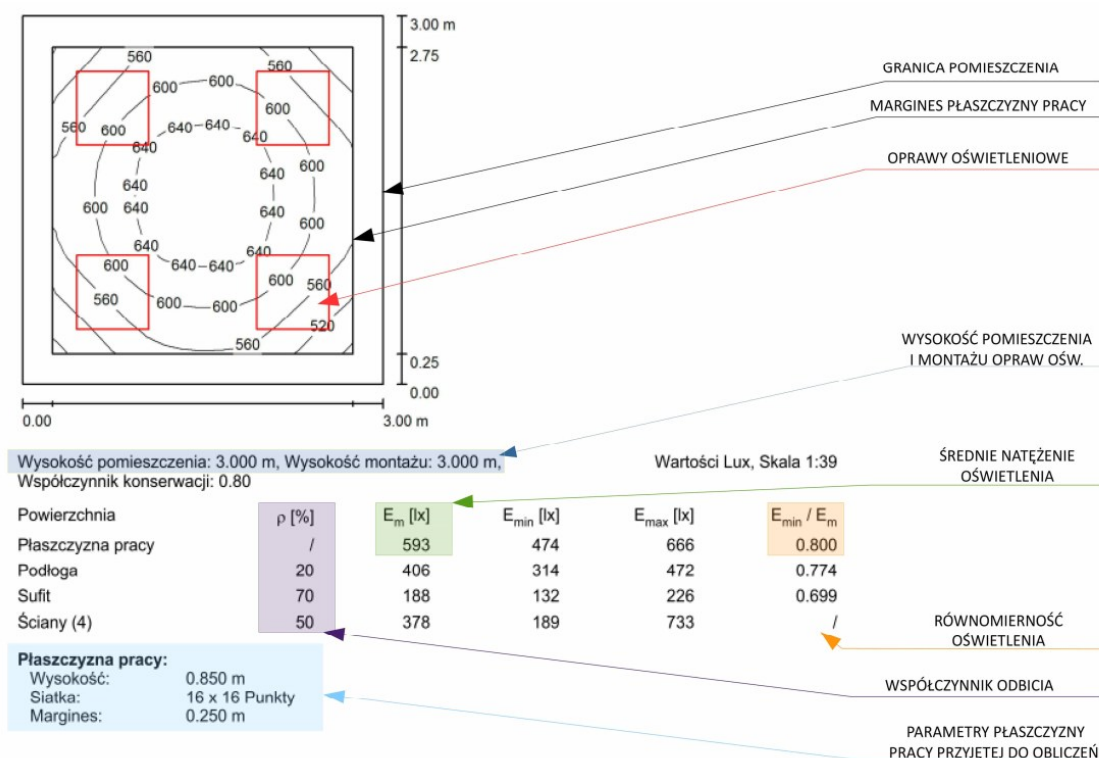 3.00 m
2.75
560
560
600
600
600
600
560
560
600
640
640
640
640
640
640
640
600
640
640
600
640
640
640
640
600
640
640
640
600
600
560
560
600
600
520
560
0.25
0.00
0.00
3.00 m
GRANICA POMIESZCZENIA
MARGINES PŁASZCZYZNY PRACY
OPRAWY OŚWIETLENIOWE
WYSOKOŚĆ POMIESZCZENIA
I MONTAŻU OPRAW OŚW.
Wysokość pomieszczenia: 3.000 m, Wysokość montażu: 3.000 m,
Wartości Lux, Skala 1:39
Współczynnik konserwacji: 0.80
ŚREDNIE NATĘŻENIE
OŚWIETLENIA
Powierzchnia ρ [%] Em [lx] Emin [lx] Emax [lx] Emin / Em
Płaszczyzna pracy / 593 474 666 0.800
Podłoga 20 406 314 472 0.774
Sufit 70 188 132 226 0.699
Ściany (4) 50 378 189 733 /
RÓWNOMIERNOŚĆ
OŚWIETLENIA
Płaszczyzna pracy:
Wysokość: 0.850 m
Siatka: 16 x 16 Punkty
Margines: 0.250 m
WSPÓŁCZYNNIK ODBICIA
PARAMETRY PŁASZCZYZNY
PRACY PRZYJĘTEJ DO OBLICZEŃ